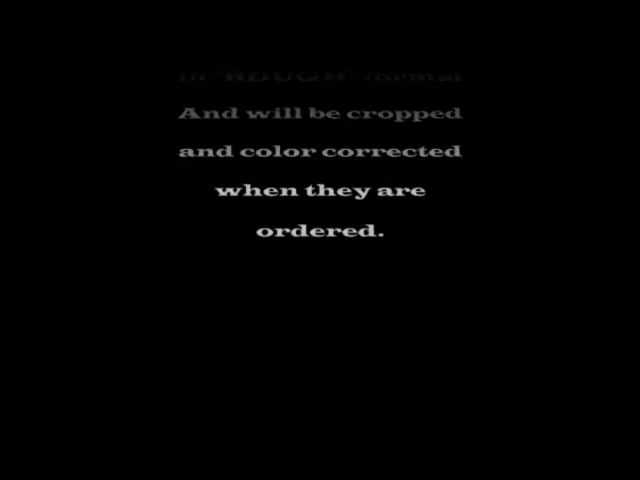 in "ROUGH" format
And will be cropped
and color corrected
when they are
ordered.